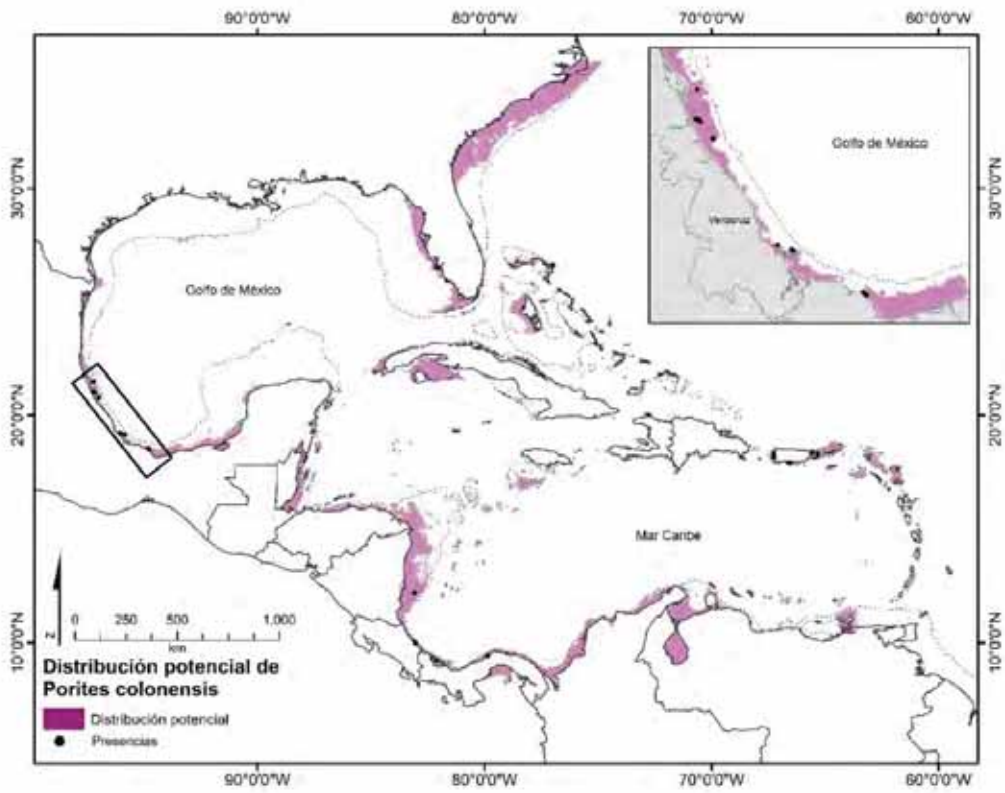 90°0'0"W 80°0'0"W 70°0'0"W 60°0'0"W
30°0'0"N
20°0'0"N
10°0'0"N
Golfo de México
Veracruz
30°0'0"N
20°0'0"N
10°0'0"N
Golfo de México
Mar Caribe
N
0 250 500 1,000
km
Distribución potencial de
Porites colonensis
Distribución potencial
Presencias
90°0'0"W 80°0'0"W 70°0'0"W 60°0'0"W